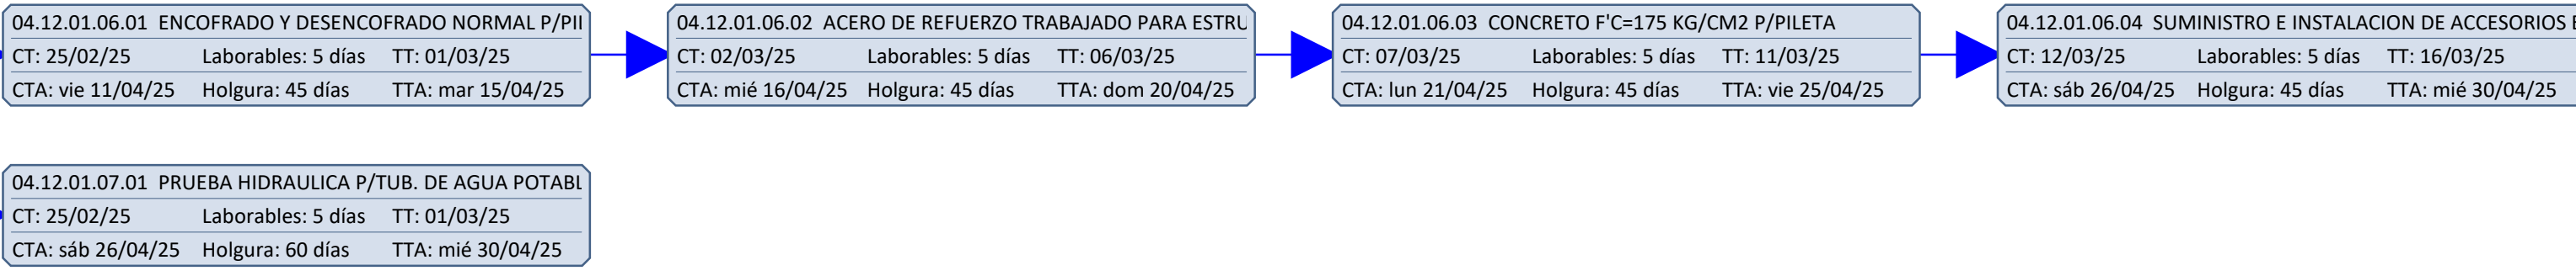 04.12.01.06.01 ENCOFRADO Y DESENCOFRADO NORMAL P/PII
CT: 25/02/25 Laborables: 5 días TT: 01/03/25
CTA: vie 11/04/25 Holgura: 45 días TTA: mar 15/04/25
04.12.01.06.02 ACERO DE REFUERZO TRABAJADO PARA ESTRU
CT: 02/03/25 Laborables: 5 días TT: 06/03/25
CTA: mié 16/04/25 Holgura: 45 días TTA: dom 20/04/25
04.12.01.06.03 CONCRETO F'C=175 KG/CM2 P/PILETA
CT: 07/03/25 Laborables: 5 días TT: 11/03/25
CTA: lun 21/04/25 Holgura: 45 días TTA: vie 25/04/25
04.12.01.06.04 SUMINISTRO E INSTALACION DE ACCESORIOS E
CT: 12/03/25 Laborables: 5 días TT: 16/03/25
CTA: sáb 26/04/25 Holgura: 45 días TTA: mié 30/04/25
04.12.01.07.01 PRUEBA HIDRAULICA P/TUB. DE AGUA POTABL
CT: 25/02/25 Laborables: 5 días TT: 01/03/25
CTA: sáb 26/04/25 Holgura: 60 días TTA: mié 30/04/25